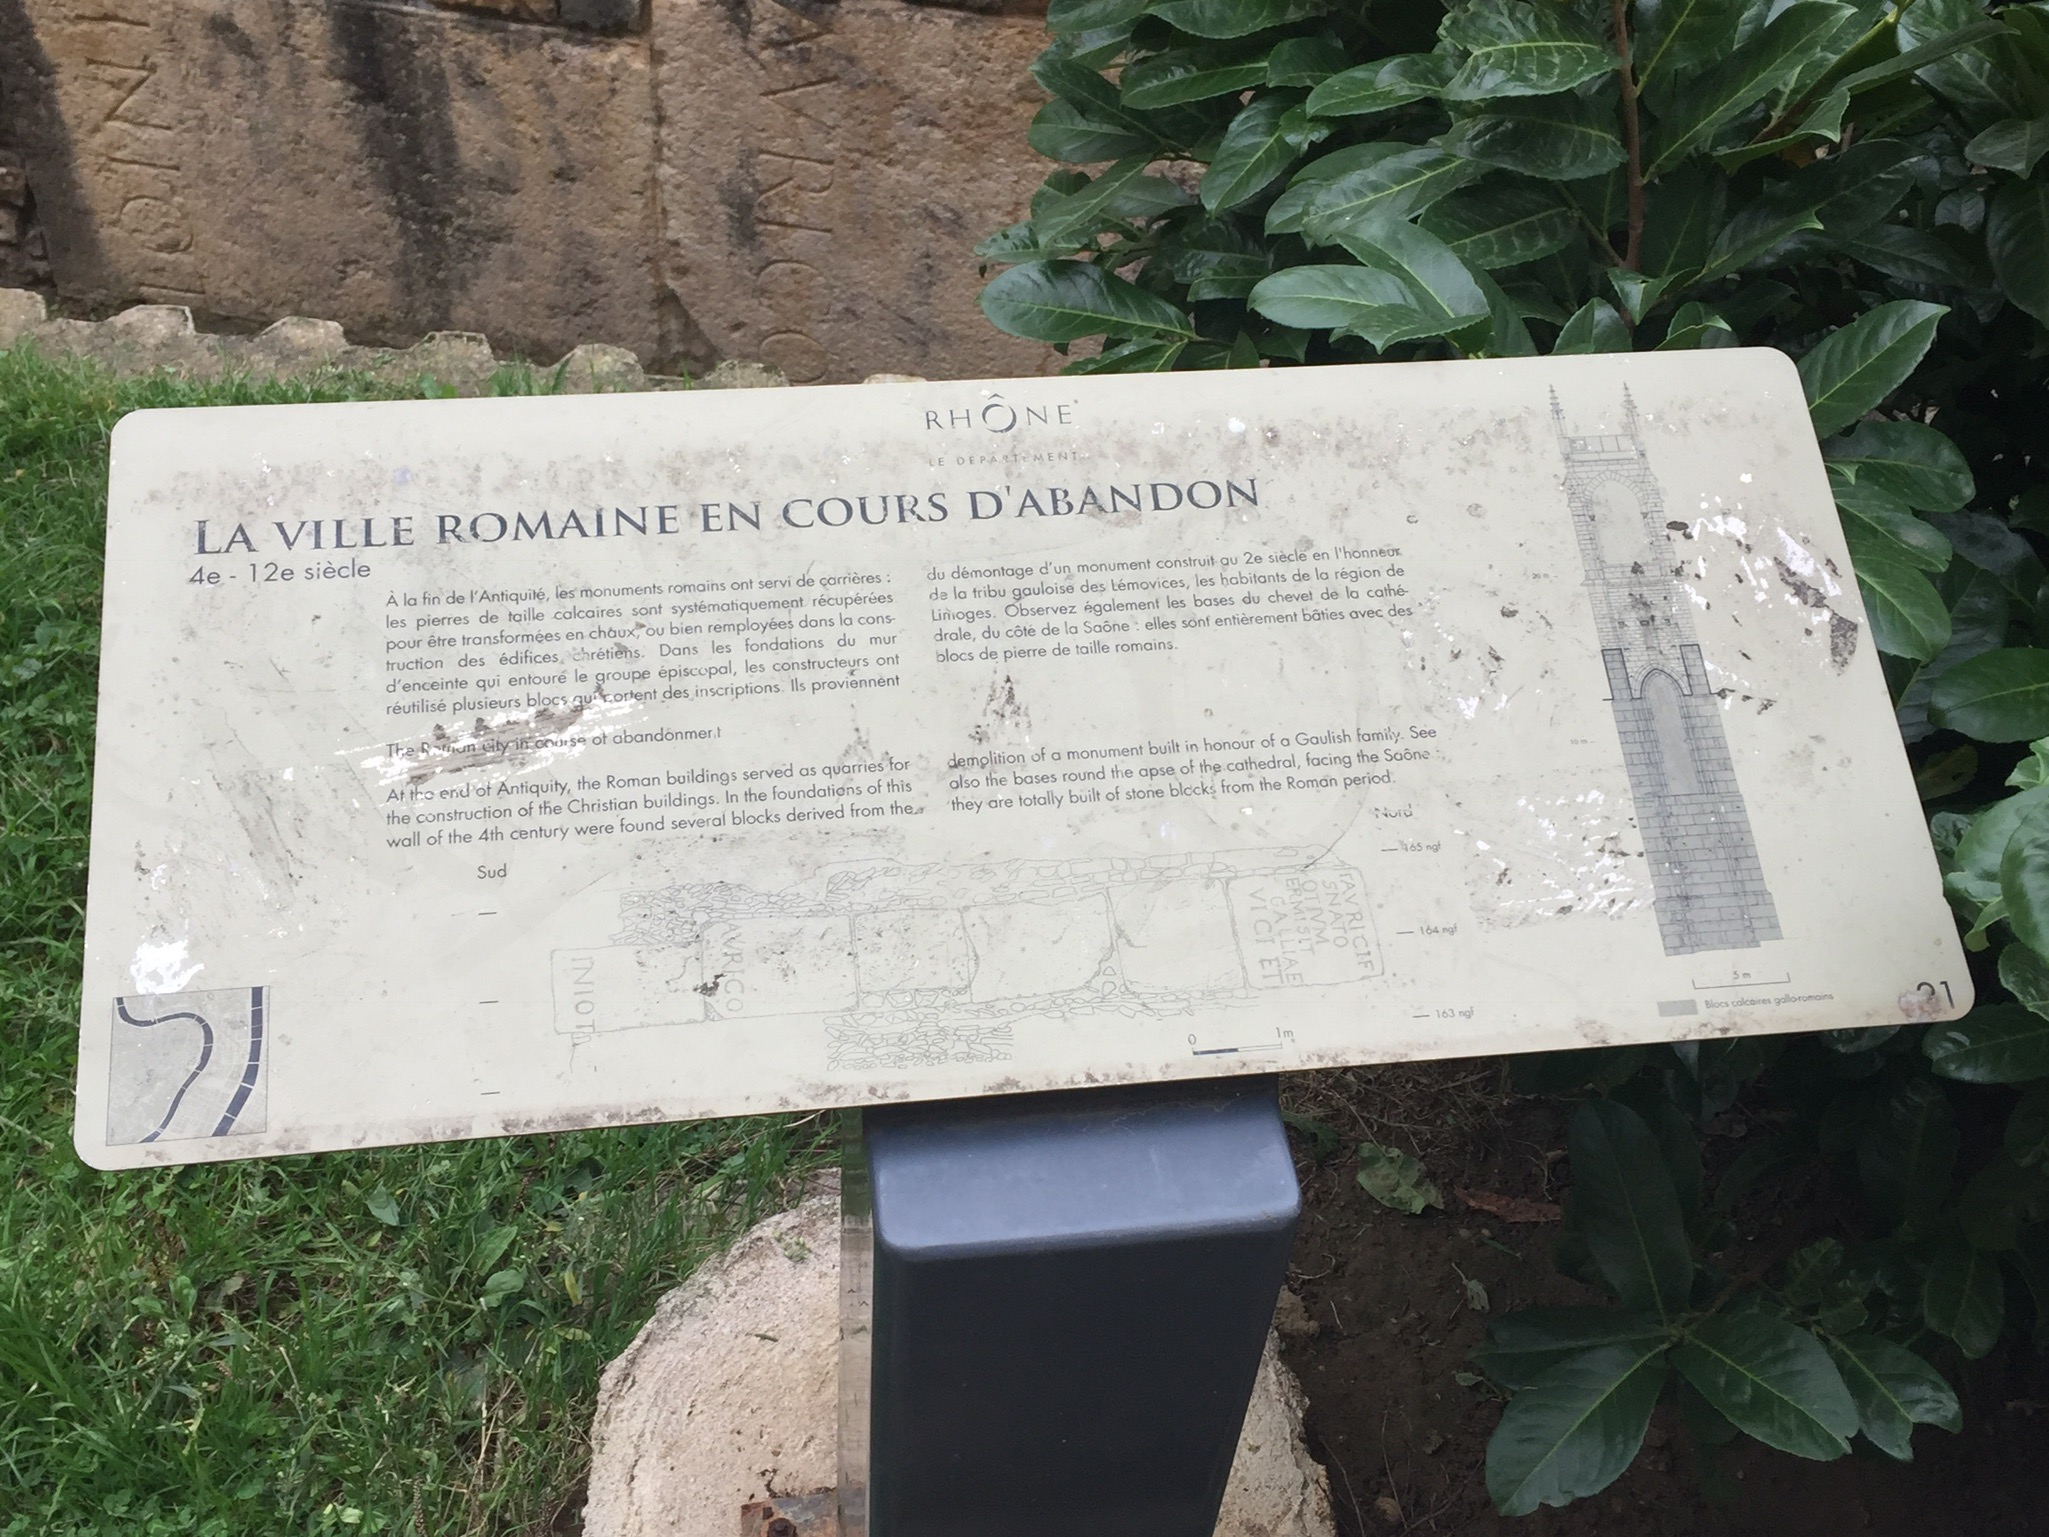 RHÔNE
LE DÉPARTEMENT
LA VILLE ROMAINE EN COURS D'ABANDON
4e - 12e siècle
À la fin de l'Antiquité, les monuments romains ont servi de carrières :
les pierres de taille calcaires sont systématiquement récupérées
pour être transformées en chaux, ou bien remployées dans la cons-
truction des édifices chrétiens. Dans les fondations du mur
d'enceinte qui entoure le groupe épiscopal, les constructeurs ont
réutilisé plusieurs blocs qui portent des inscriptions. Ils proviennent
du démontage d'un monument construit au 2e siècle en l'honneur
de la tribu gauloise des Lémovices, les habitants de la région de
Limoges. Observez également les bases du chevet de la cathé-
drale, du côté de la Saône : elles sont entièrement bâties avec des
blocs de pierre de taille romains.
The Roman city in course of abandonment
At the end of Antiquity, the Roman buildings served as quarries for
the construction of the Christian buildings. In the foundations of this
wall of the 4th century were found several blocks derived from the
demolition of a monument built in honour of a Gaulish family. See
also the bases round the apse of the cathedral, facing the Saône :
they are totally built of stone blocks from the Roman period.
Sud
Nord
165 ngf
164 ngf
163 ngf
INIOT
AVRICO
TAVRICIF
SNATO
OTVM
ERMISIT
GALLIAE
VICI EI
0 1m
20 m
10 m
5 m
Blocs calcaires gallo-romains
21